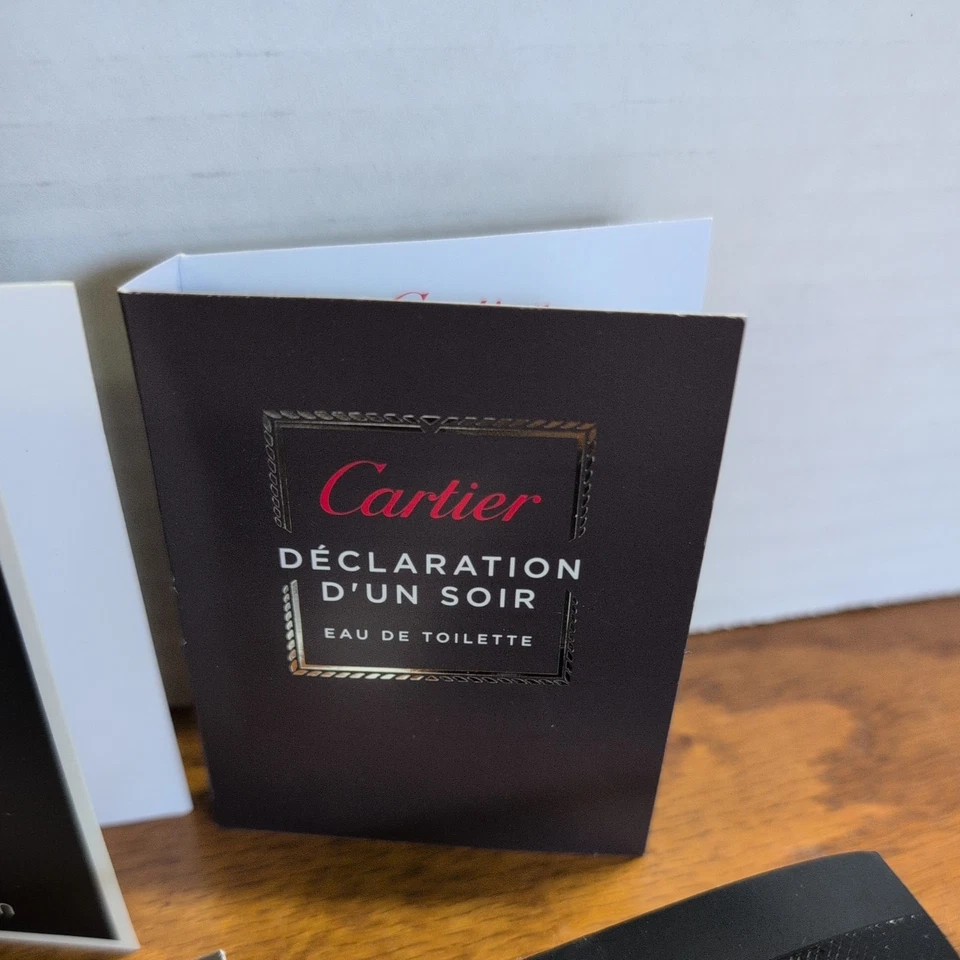 Cartier
DÉCLARATION
D'UN SOIR
EAU DE TOILETTE